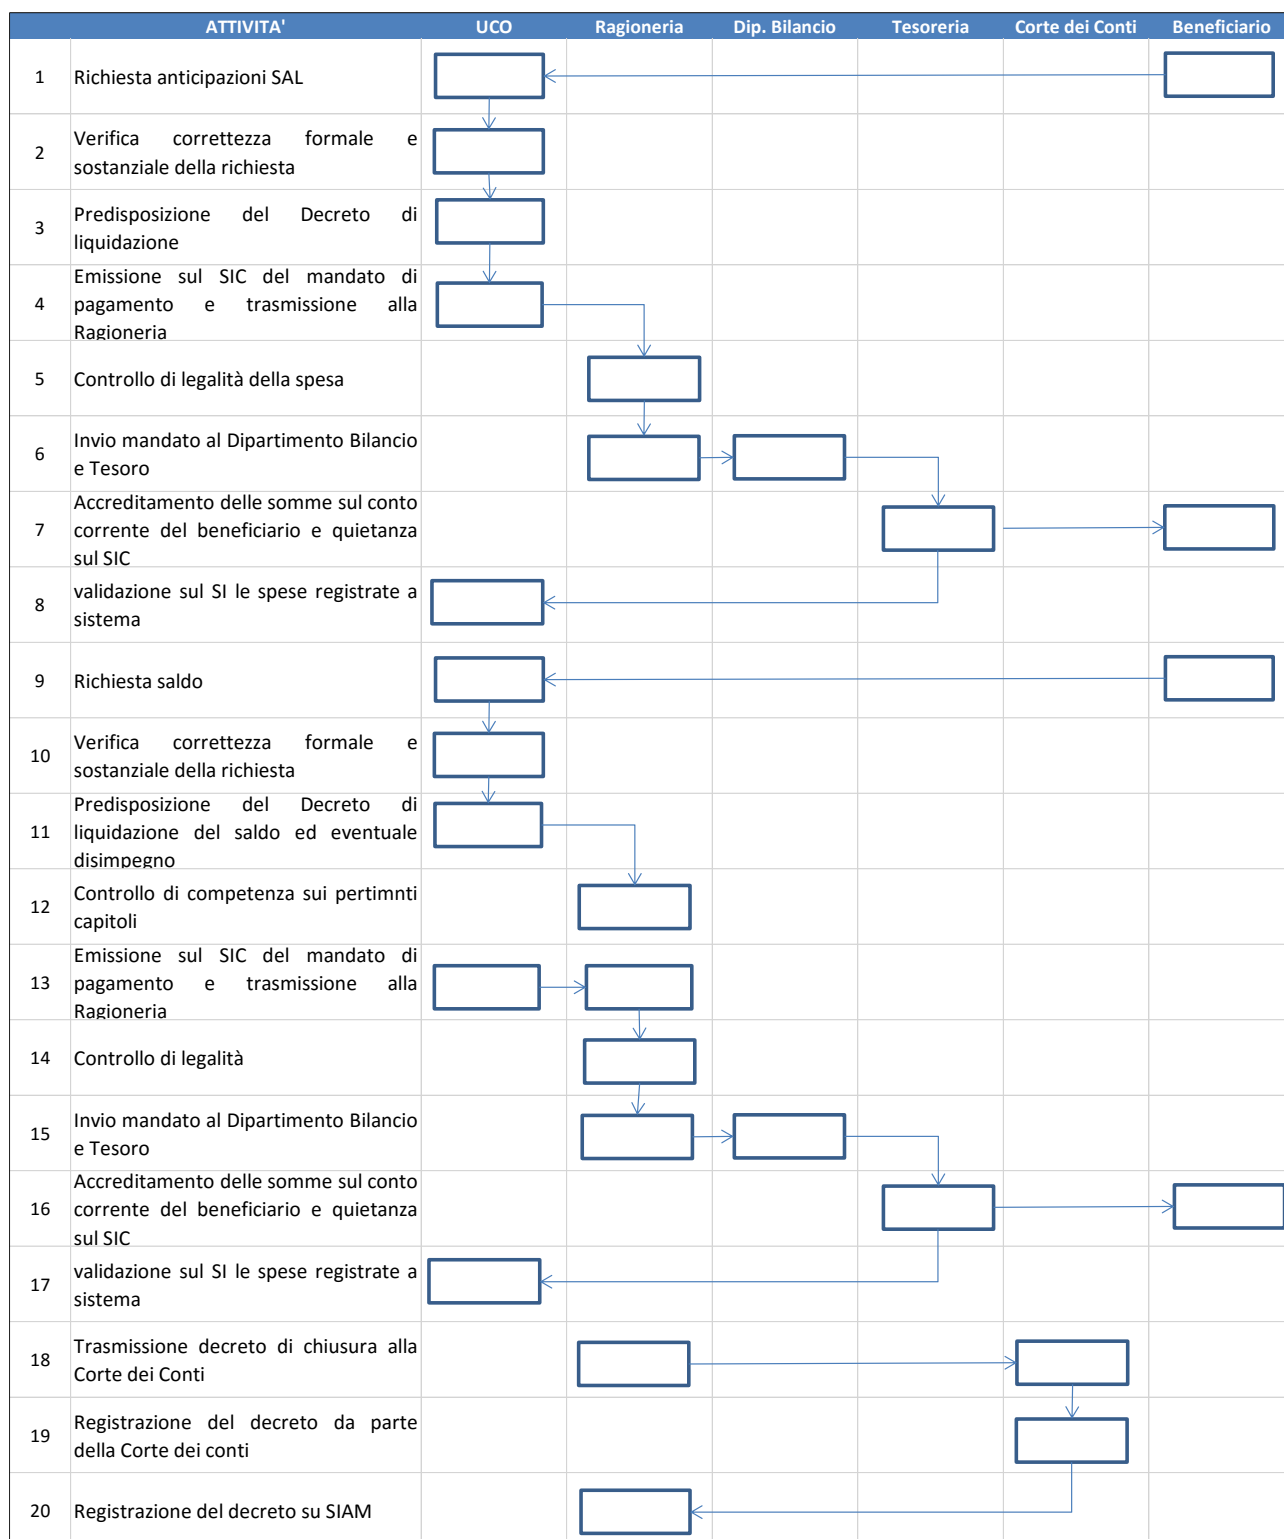 ATTIVITA' UCO Ragioneria Dip. Bilancio Tesoreria Corte dei Conti Beneficiario
1 Richiesta anticipazioni SAL
2 Verifica correttezza formale e
sostanziale della richiesta
3 Predisposizione del Decreto di
liquidazione
4 Emissione sul SIC del mandato di
pagamento e trasmissione alla
Ragioneria
5 Controllo di legalità della spesa
6 Invio mandato al Dipartimento Bilancio
e Tesoro
7 Accreditamento delle somme sul conto
corrente del beneficiario e quietanza
sul SIC
8 validazione sul SI le spese registrate a
sistema
9 Richiesta saldo
10 Verifica correttezza formale e
sostanziale della richiesta
11 Predisposizione del Decreto di
liquidazione del saldo ed eventuale
disimpegno
12 Controllo di competenza sui pertimnti
capitoli
13 Emissione sul SIC del mandato di
pagamento e trasmissione alla
Ragioneria
14 Controllo di legalità
15 Invio mandato al Dipartimento Bilancio
e Tesoro
16 Accreditamento delle somme sul conto
corrente del beneficiario e quietanza
sul SIC
17 validazione sul SI le spese registrate a
sistema
18 Trasmissione decreto di chiusura alla
Corte dei Conti
19 Registrazione del decreto da parte
della Corte dei conti
20 Registrazione del decreto su SIAM